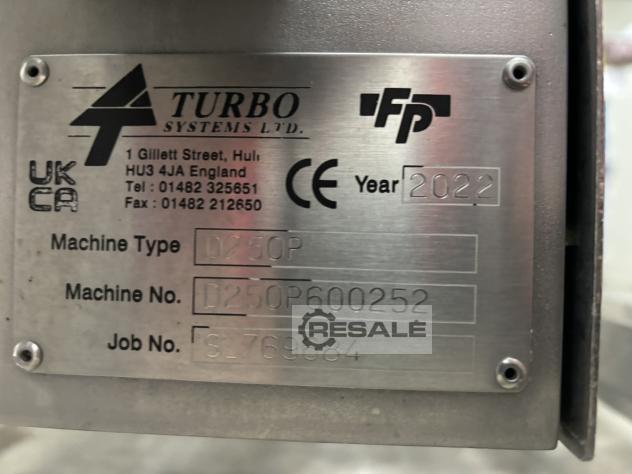 TURBO
SYSTEMS LTD.
FP
1 Gillett Street, Hull
HU3 4JA England
Tel : 01482 325651
Fax : 01482 212650
UK
CA
CE
Year 2022
Machine Type D250P
Machine No. D250P600252
Job No.
RESALE